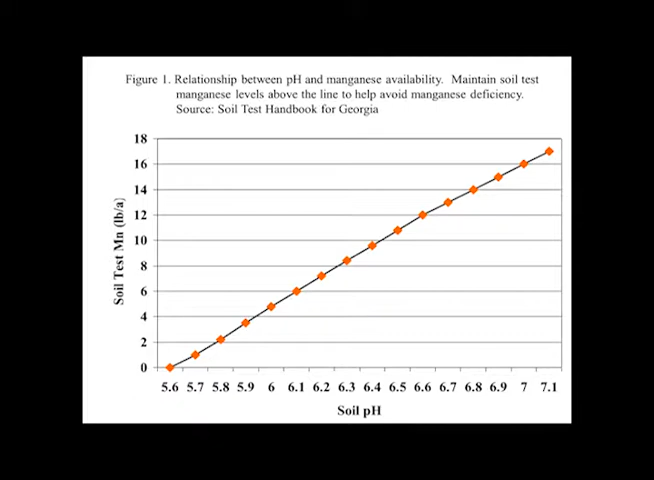 Figure 1. Relationship between pH and manganese availability. Maintain soil test
manganese levels above the line to help avoid manganese deficiency.
Source: Soil Test Handbook for Georgia
18
16
14
12
10
8
6
4
2
0
Soil Test Mn (lb/a)
5.6 5.7 5.8 5.9 6 6.1 6.2 6.3 6.4 6.5 6.6 6.7 6.8 6.9 7 7.1
Soil pH